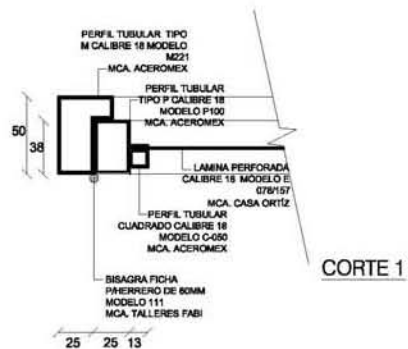 PERFIL TUBULAR TIPO
M CALIBRE 18 MODELO
M221
MCA. ACEROMEX
PERFIL TUBULAR
TIPO P CALIBRE 18
MODELO P100
MCA. ACEROMEX
50
38
LAMINA PERFORADA
CALIBRE 16 MODELO E
078/157
MCA. CASA ORTÍZ
PERFIL TUBULAR
CUADRADO CALIBRE 18
MODELO C-050
MCA. ACEROMEX
CORTE 1
BISAGRA FICHA
P/HERRERO DE 60MM
MODELO 111
MCA. TALLERES FABI
25 25 13